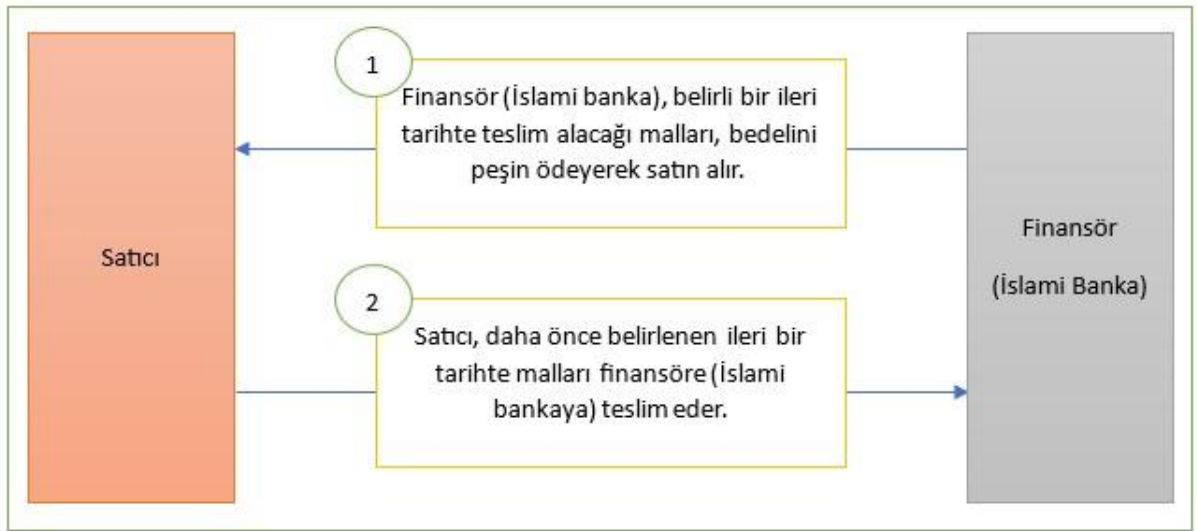 Satıcı
1
Finansör (İslami banka), belirli bir ileri
tarihte teslim alacağı malları, bedelini
peşin ödeyerek satın alır.
2
Satıcı, daha önce belirlenen ileri bir
tarihte malları finansöre (İslami
bankaya) teslim eder.
Finansör
(İslami Banka)